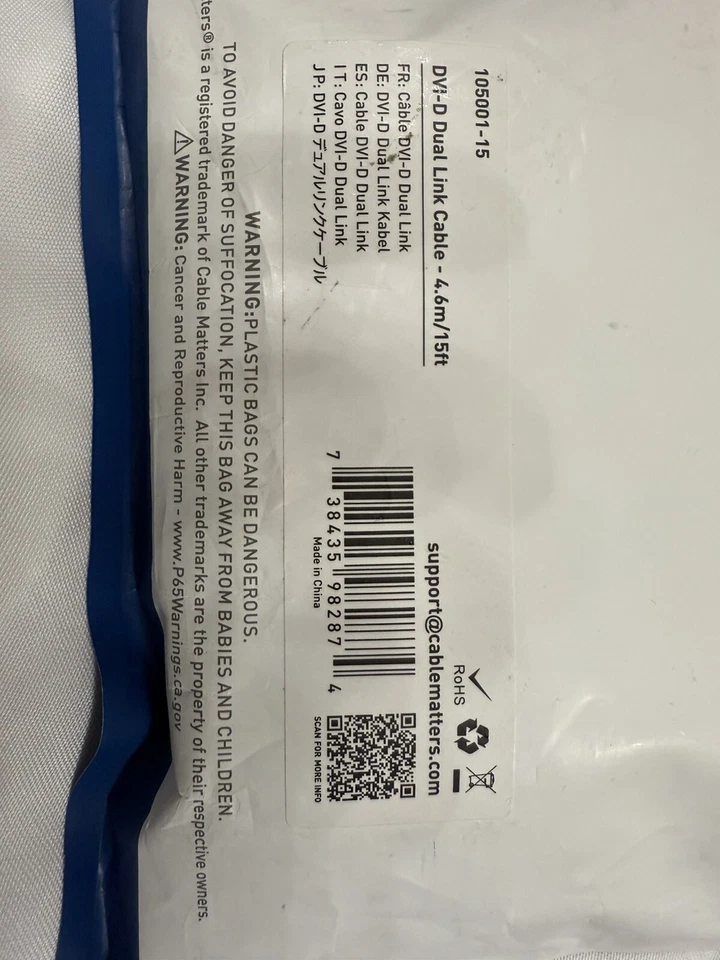 105001-15
DVI-D Dual Link Cable - 4.6m/15ft
FR: Câble DVI-D Dual Link
DE: DVI-D Dual Link Kabel
ES: Cable DVI-D Dual Link
IT: Cavo DVI-D Dual Link
JP: DVI-D デュアルリンクケーブル
RoHS
support@cablematters.com
7 38435 98287 4
Made in China
SCAN FOR MORE INFO
WARNING:PLASTIC BAGS CAN BE DANGEROUS.
TO AVOID DANGER OF SUFFOCATION, KEEP THIS BAG AWAY FROM BABIES AND CHILDREN.
ters® is a registered trademark of Cable Matters Inc. All other trademarks are the property of their respective owners.
⚠WARNING: Cancer and Reproductive Harm - www.P65Warnings.ca.gov